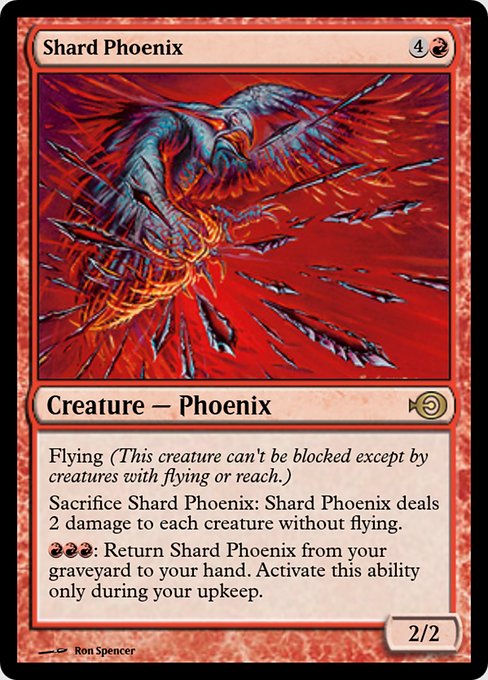 Shard Phoenix 4
Creature — Phoenix
Flying (This creature can't be blocked except by
creatures with flying or reach.)
Sacrifice Shard Phoenix: Shard Phoenix deals
2 damage to each creature without flying.
: Return Shard Phoenix from your
graveyard to your hand. Activate this ability
only during your upkeep.
2/2
Ron Spencer